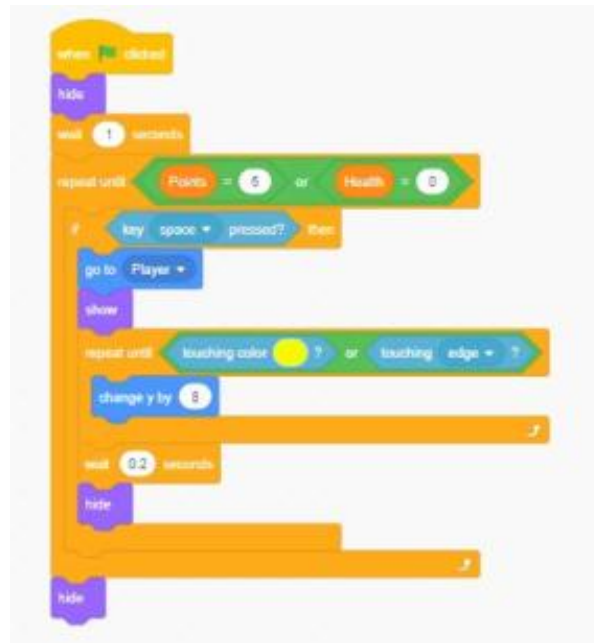 when clicked
hide
wait 1 seconds
repeat until Points = 6 or Health = 0
if key space pressed? then
go to Player
show
repeat until touching color ? or touching edge ?
change y by 8
wait 0.2 seconds
hide
hide